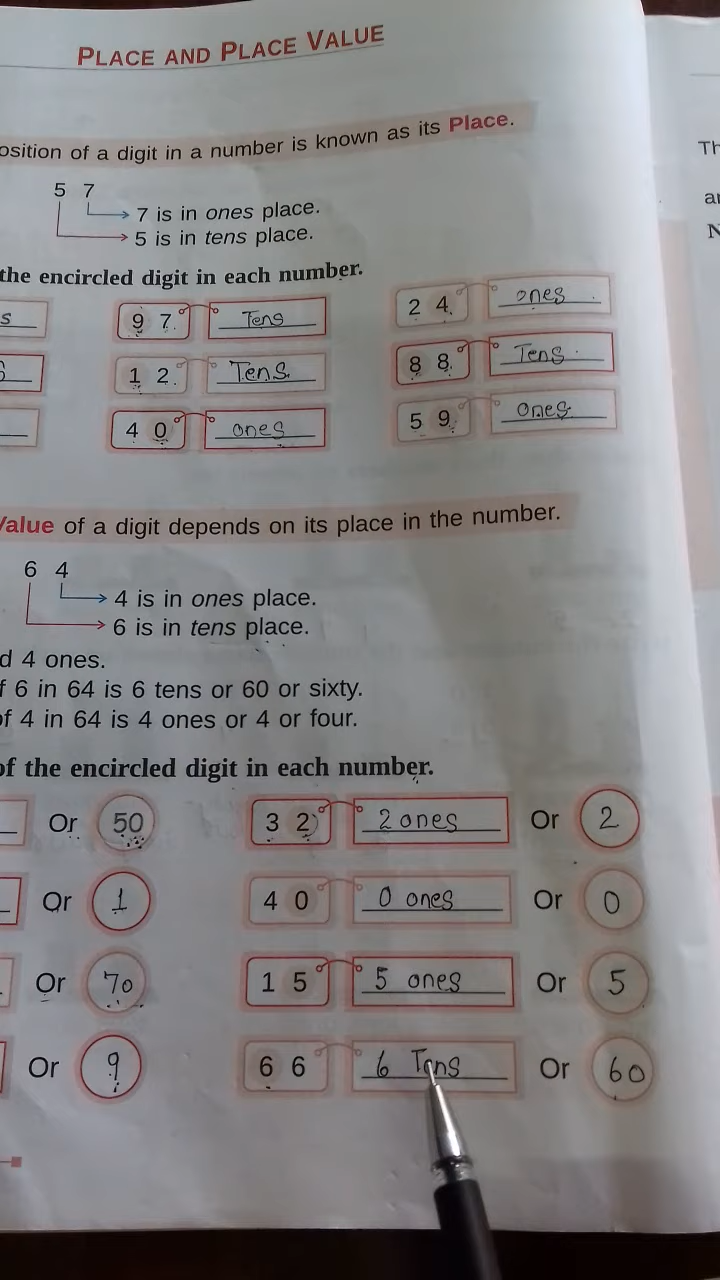 PLACE AND PLACE VALUE
osition of a digit in a number is known as its Place.
5 7
7 is in ones place.
5 is in tens place.
the encircled digit in each number.
s 9 7 Tens 2 4 ones
1 2 Tens 8 8 Tens
4 0 ones 5 9 ones
Value of a digit depends on its place in the number.
6 4
4 is in ones place.
6 is in tens place.
d 4 ones.
f 6 in 64 is 6 tens or 60 or sixty.
of 4 in 64 is 4 ones or 4 or four.
of the encircled digit in each number.
Or 50 3 2 2 ones Or 2
Or 1 4 0 0 ones Or 0
Or 70 1 5 5 ones Or 5
Or 9 6 6 6 Tens Or 60
Th
N